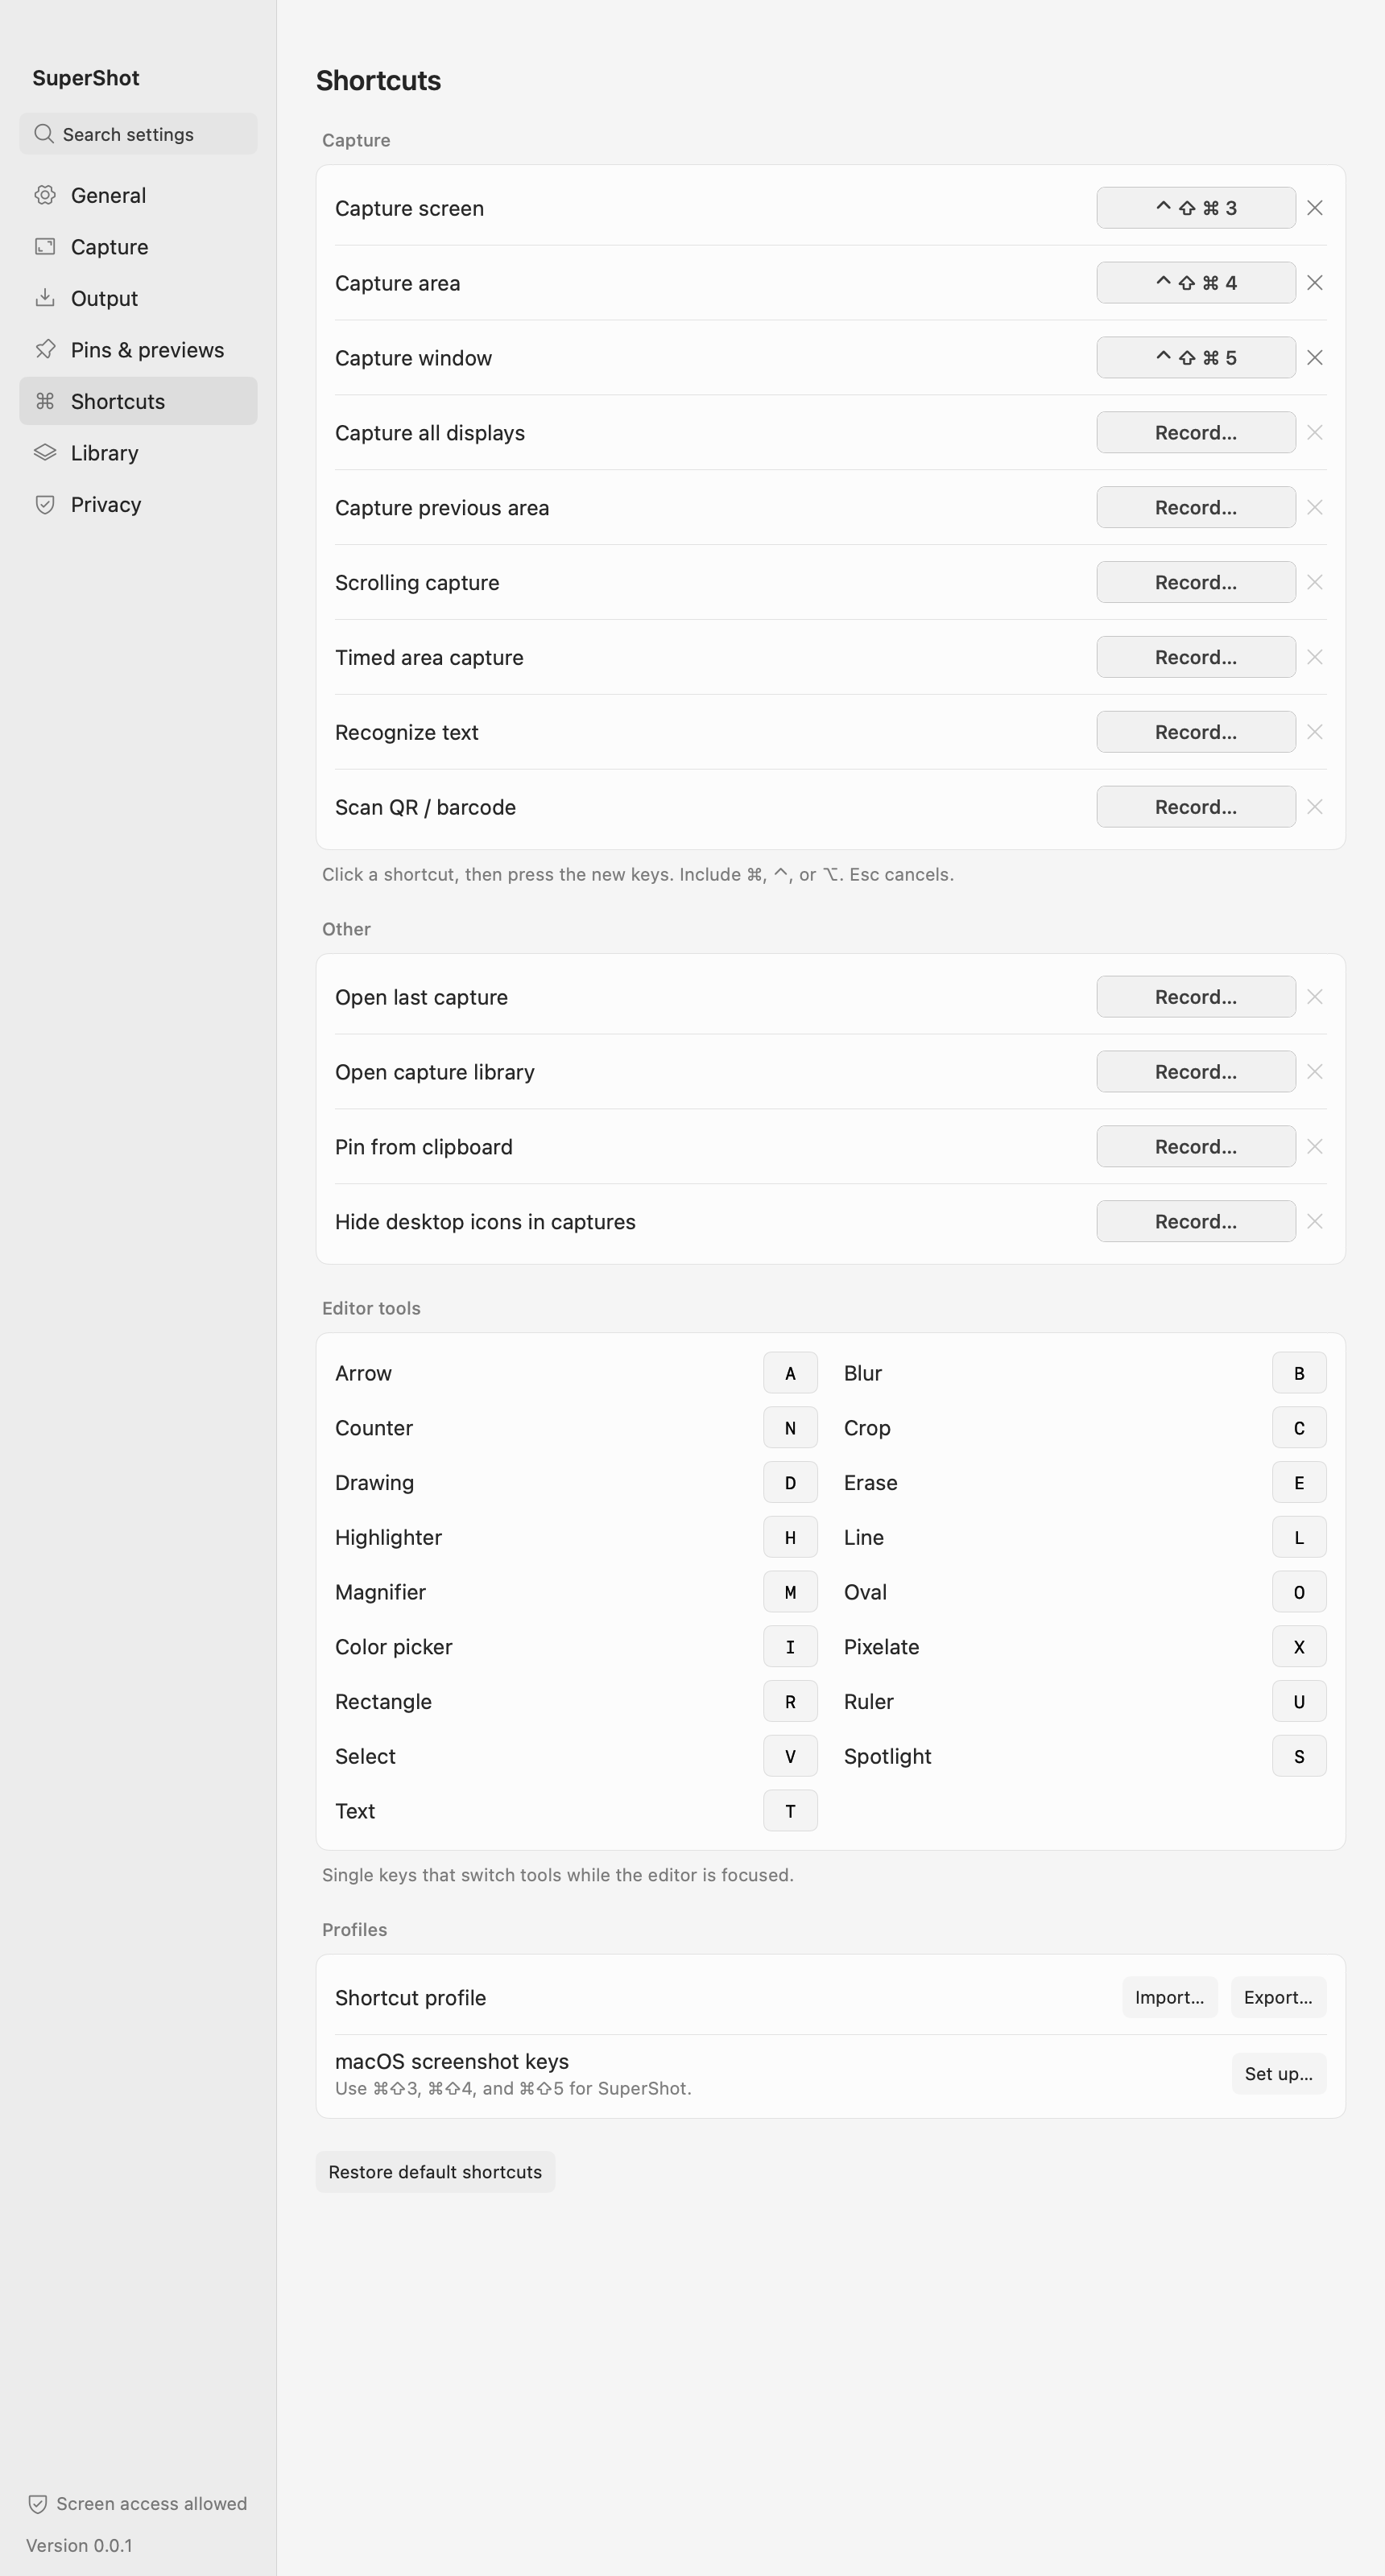 SuperShot
Search settings
General
Capture
Output
Pins & previews
Shortcuts
Library
Privacy
Screen access allowed
Version 0.0.1
Shortcuts
Capture
Capture screen ^ ⇧ ⌘ 3
Capture area ^ ⇧ ⌘ 4
Capture window ^ ⇧ ⌘ 5
Capture all displays Record...
Capture previous area Record...
Scrolling capture Record...
Timed area capture Record...
Recognize text Record...
Scan QR / barcode Record...
Click a shortcut, then press the new keys. Include ⌘, ^, or ⌥. Esc cancels.
Other
Open last capture Record...
Open capture library Record...
Pin from clipboard Record...
Hide desktop icons in captures Record...
Editor tools
Arrow A Blur B
Counter N Crop C
Drawing D Erase E
Highlighter H Line L
Magnifier M Oval O
Color picker I Pixelate X
Rectangle R Ruler U
Select V Spotlight S
Text T
Single keys that switch tools while the editor is focused.
Profiles
Shortcut profile Import... Export...
macOS screenshot keys
Use ⌘⇧3, ⌘⇧4, and ⌘⇧5 for SuperShot.
Set up...
Restore default shortcuts